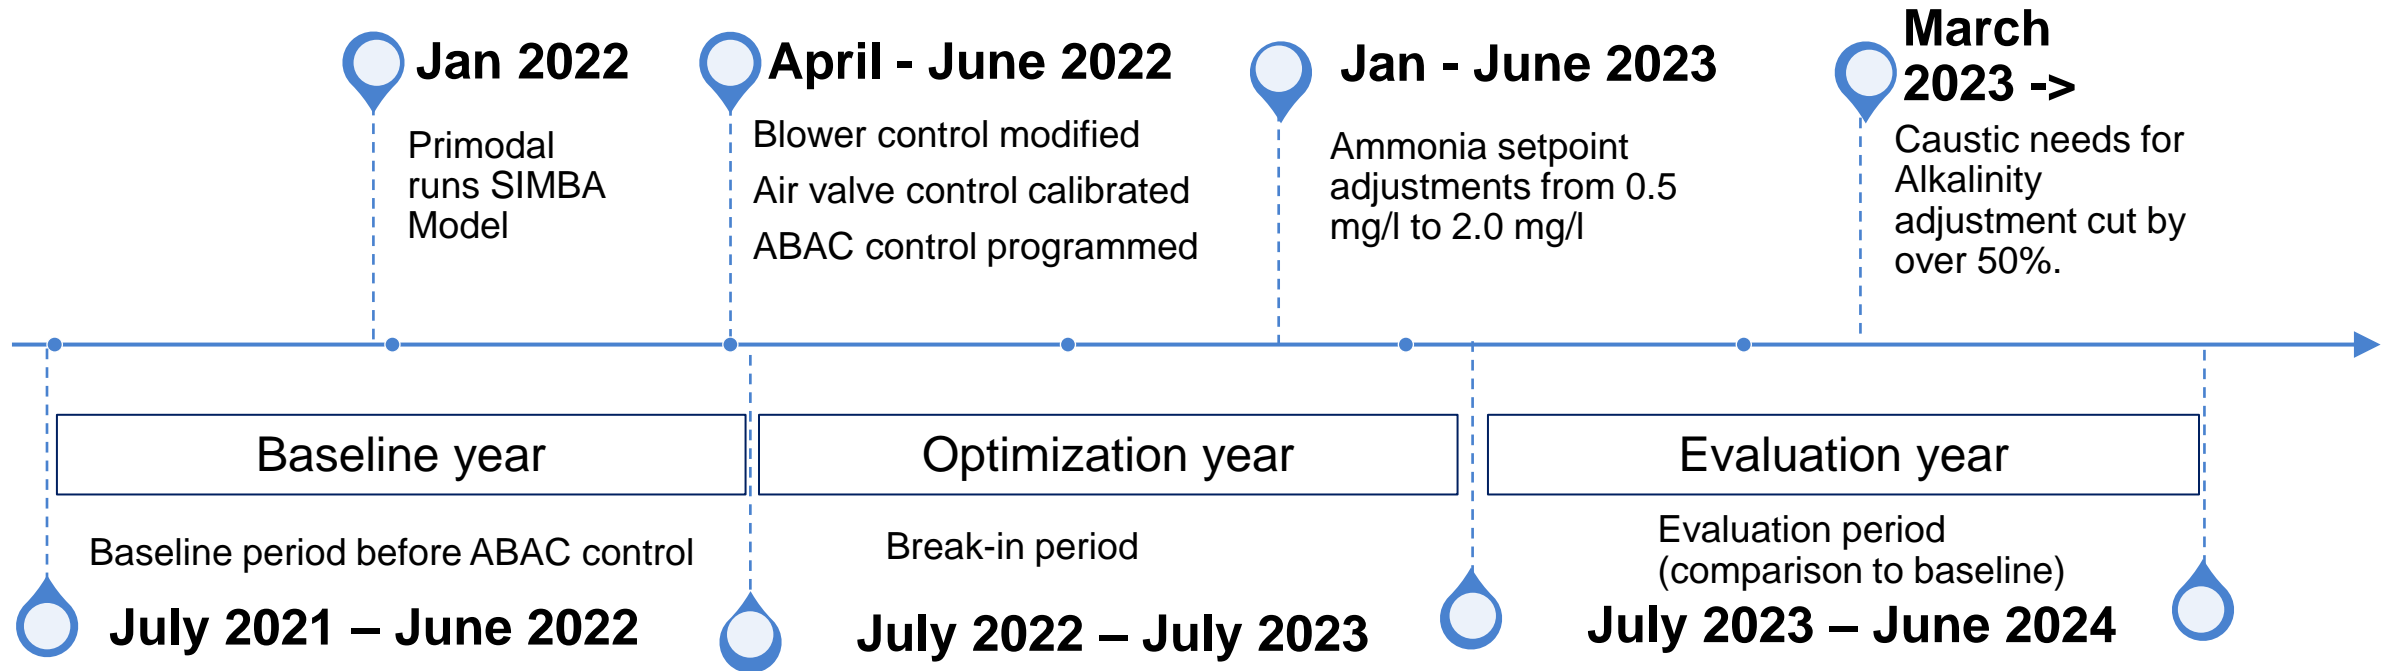 Jan 2022
Primodal
runs SIMBA
Model
April - June 2022
Blower control modified
Air valve control calibrated
ABAC control programmed
Jan - June 2023
Ammonia setpoint
adjustments from 0.5
mg/l to 2.0 mg/l
March
2023 ->
Caustic needs for
Alkalinity
adjustment cut by
over 50%.
Baseline year
Optimization year
Evaluation year
Baseline period before ABAC control
July 2021 – June 2022
Break-in period
July 2022 – July 2023
Evaluation period
(comparison to baseline)
July 2023 – June 2024